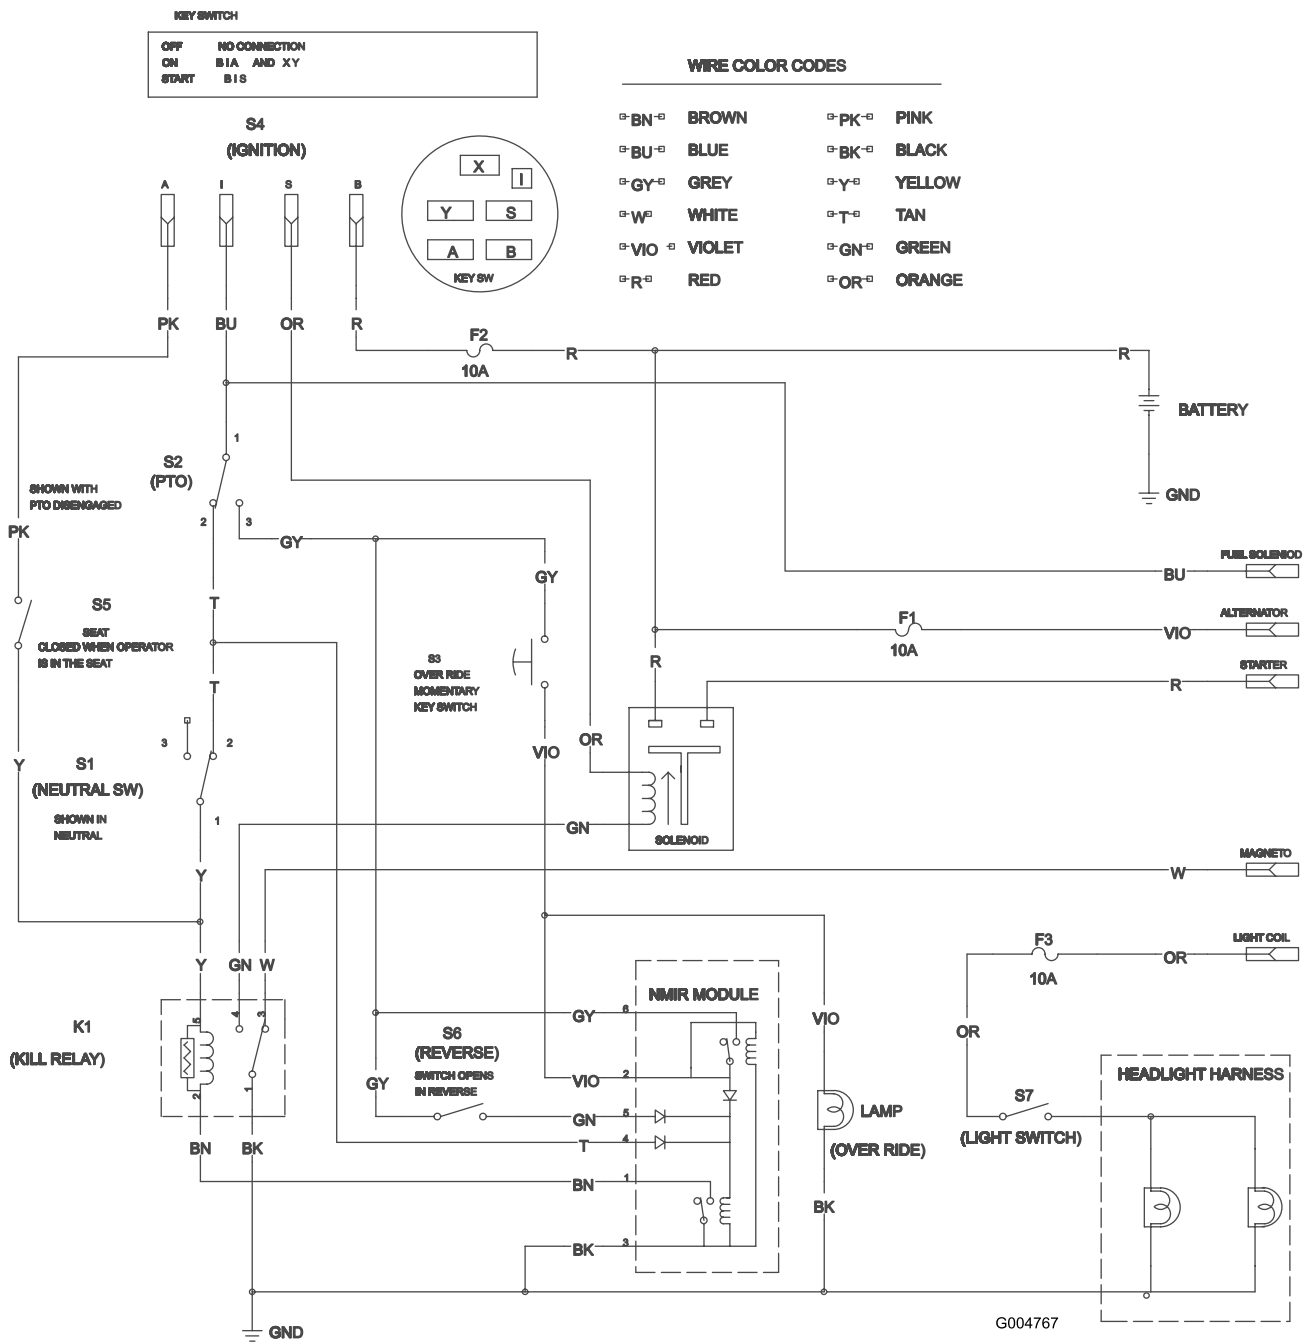 KEY SWITCH
OFF NO CONNECTION
ON B I A AND X Y
START B I S
S4
(IGNITION)
A I S B
X
I
Y S
A B
KEY SW
WIRE COLOR CODES
BN BROWN PK PINK
BU BLUE BK BLACK
GY GREY Y YELLOW
W WHITE T TAN
VIO VIOLET GN GREEN
R RED OR ORANGE
PK BU OR R
F2
10A
R
R
BATTERY
GND
1
S2
(PTO)
2 3
SHOWN WITH
PTO DISENGAGED
PK
GY
GY
T
S5
SEAT
CLOSED WHEN OPERATOR
IS IN THE SEAT
T
S3
OVER RIDE
MOMENTARY
KEY SWITCH
BU
FUEL SOLENIOD
F1
10A
VIO
ALTERNATOR
R
R
STARTER
3 2
Y
S1
(NEUTRAL SW)
SHOWN IN
NEUTRAL
1
VIO
OR
GN
SOLENOID
Y
W
MAGNETO
F3
10A
OR
LIGHT COIL
Y GN W
K1
(KILL RELAY)
5 4 3
2 1
BN BK
NMIR MODULE
GY 6
S6
(REVERSE)
SWITCH OPENS
IN REVERSE
GY
VIO 2
GN 5
T 4
BN 1
BK 3
VIO
LAMP
(OVER RIDE)
BK
OR
S7
(LIGHT SWITCH)
HEADLIGHT HARNESS
GND
G004767